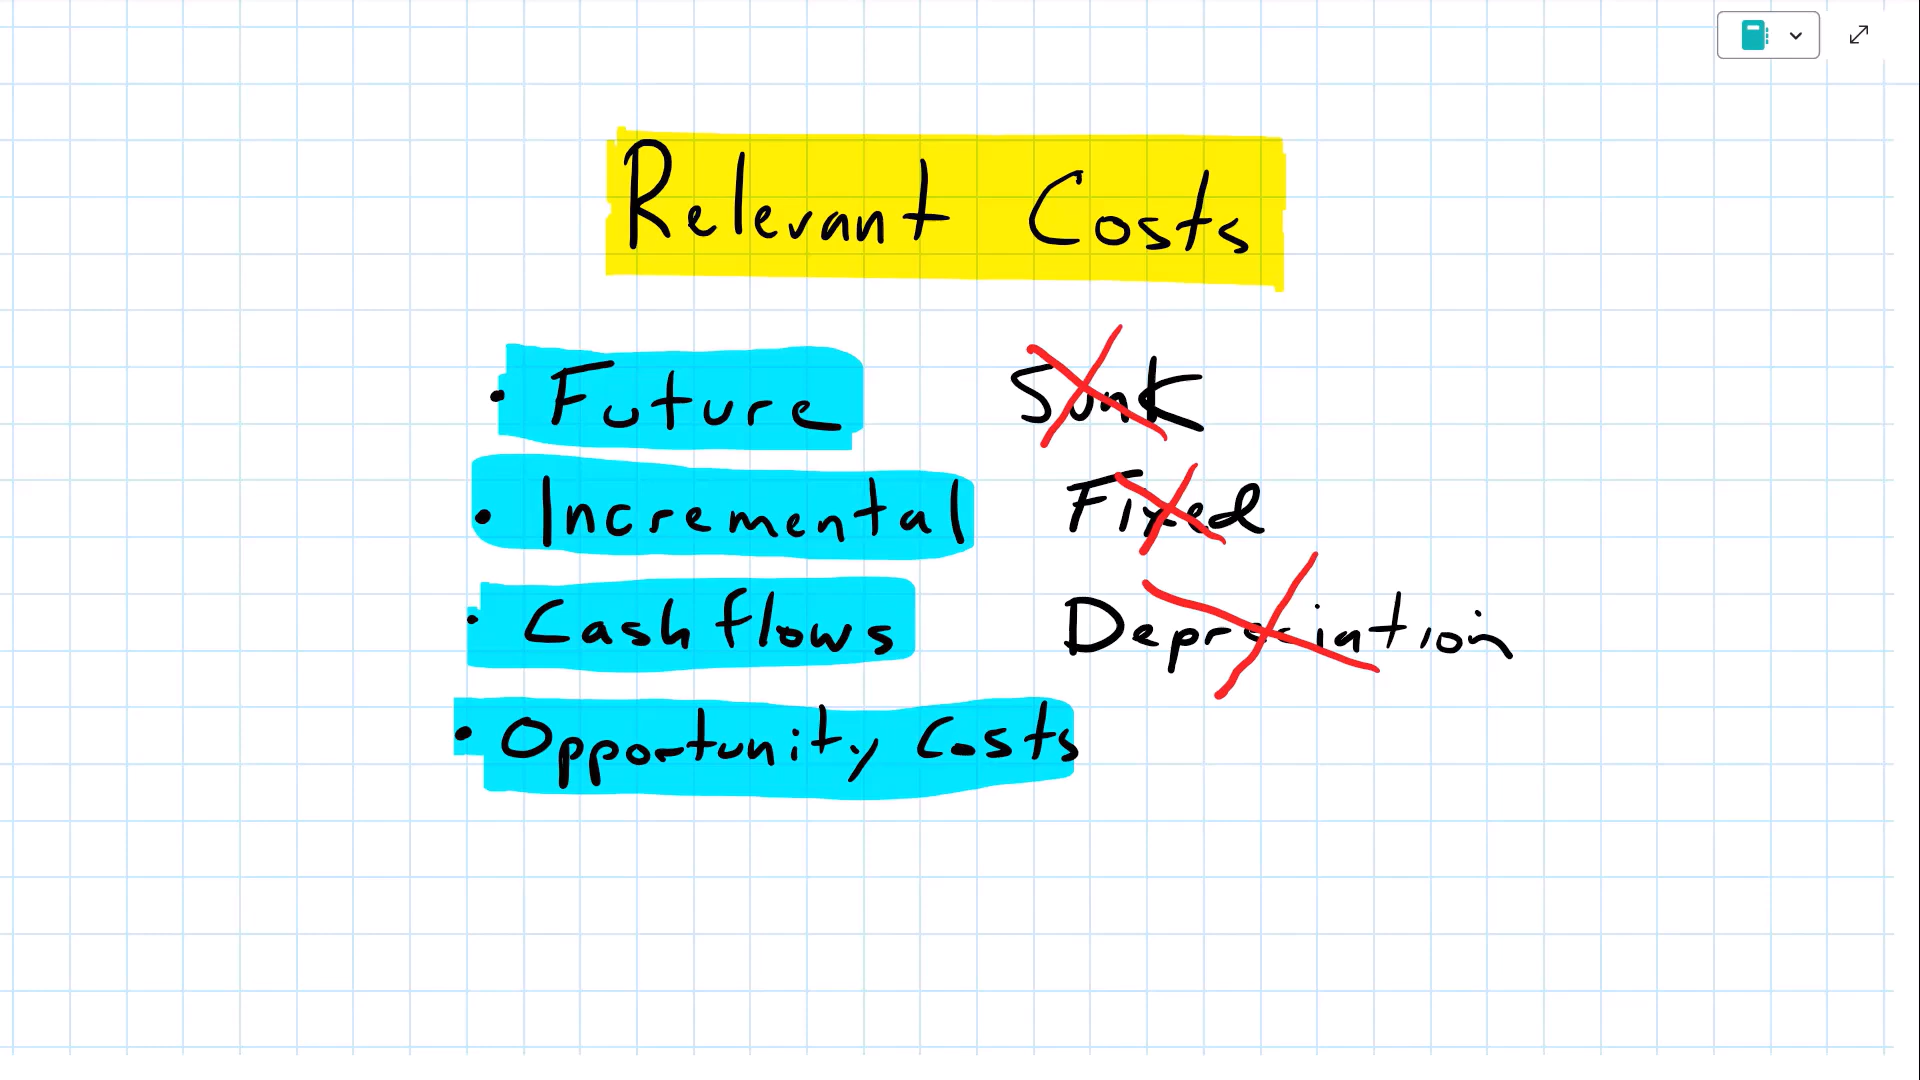 Relevant Costs
• Future Sunk
• Incremental Fixed
• Cash flows Depreciation
• Opportunity Costs